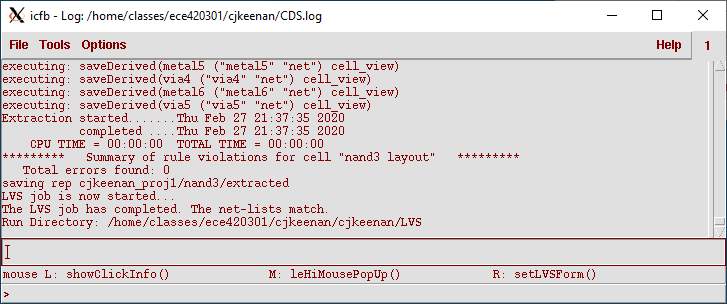 icfb - Log: /home/classes/ece420301/cjkeenan/CDS.log
File Tools Options Help 1
executing: saveDerived(metal5 ("metal5" "net") cell_view)
executing: saveDerived(via4 ("via4" "net") cell_view)
executing: saveDerived(metal6 ("metal6" "net") cell_view)
executing: saveDerived(via5 ("via5" "net") cell_view)
Extraction started.......Thu Feb 27 21:37:35 2020
completed ....Thu Feb 27 21:37:35 2020
CPU TIME = 00:00:00 TOTAL TIME = 00:00:00
********* Summary of rule violations for cell "nand3 layout" *********
Total errors found: 0
saving rep cjkeenan_proj1/nand3/extracted
LVS job is now started...
The LVS job has completed. The net-lists match.
Run Directory: /home/classes/ece420301/cjkeenan/cjkeenan/LVS
mouse L: showClickInfo() M: leHiMousePopUp() R: setLVSForm()
>